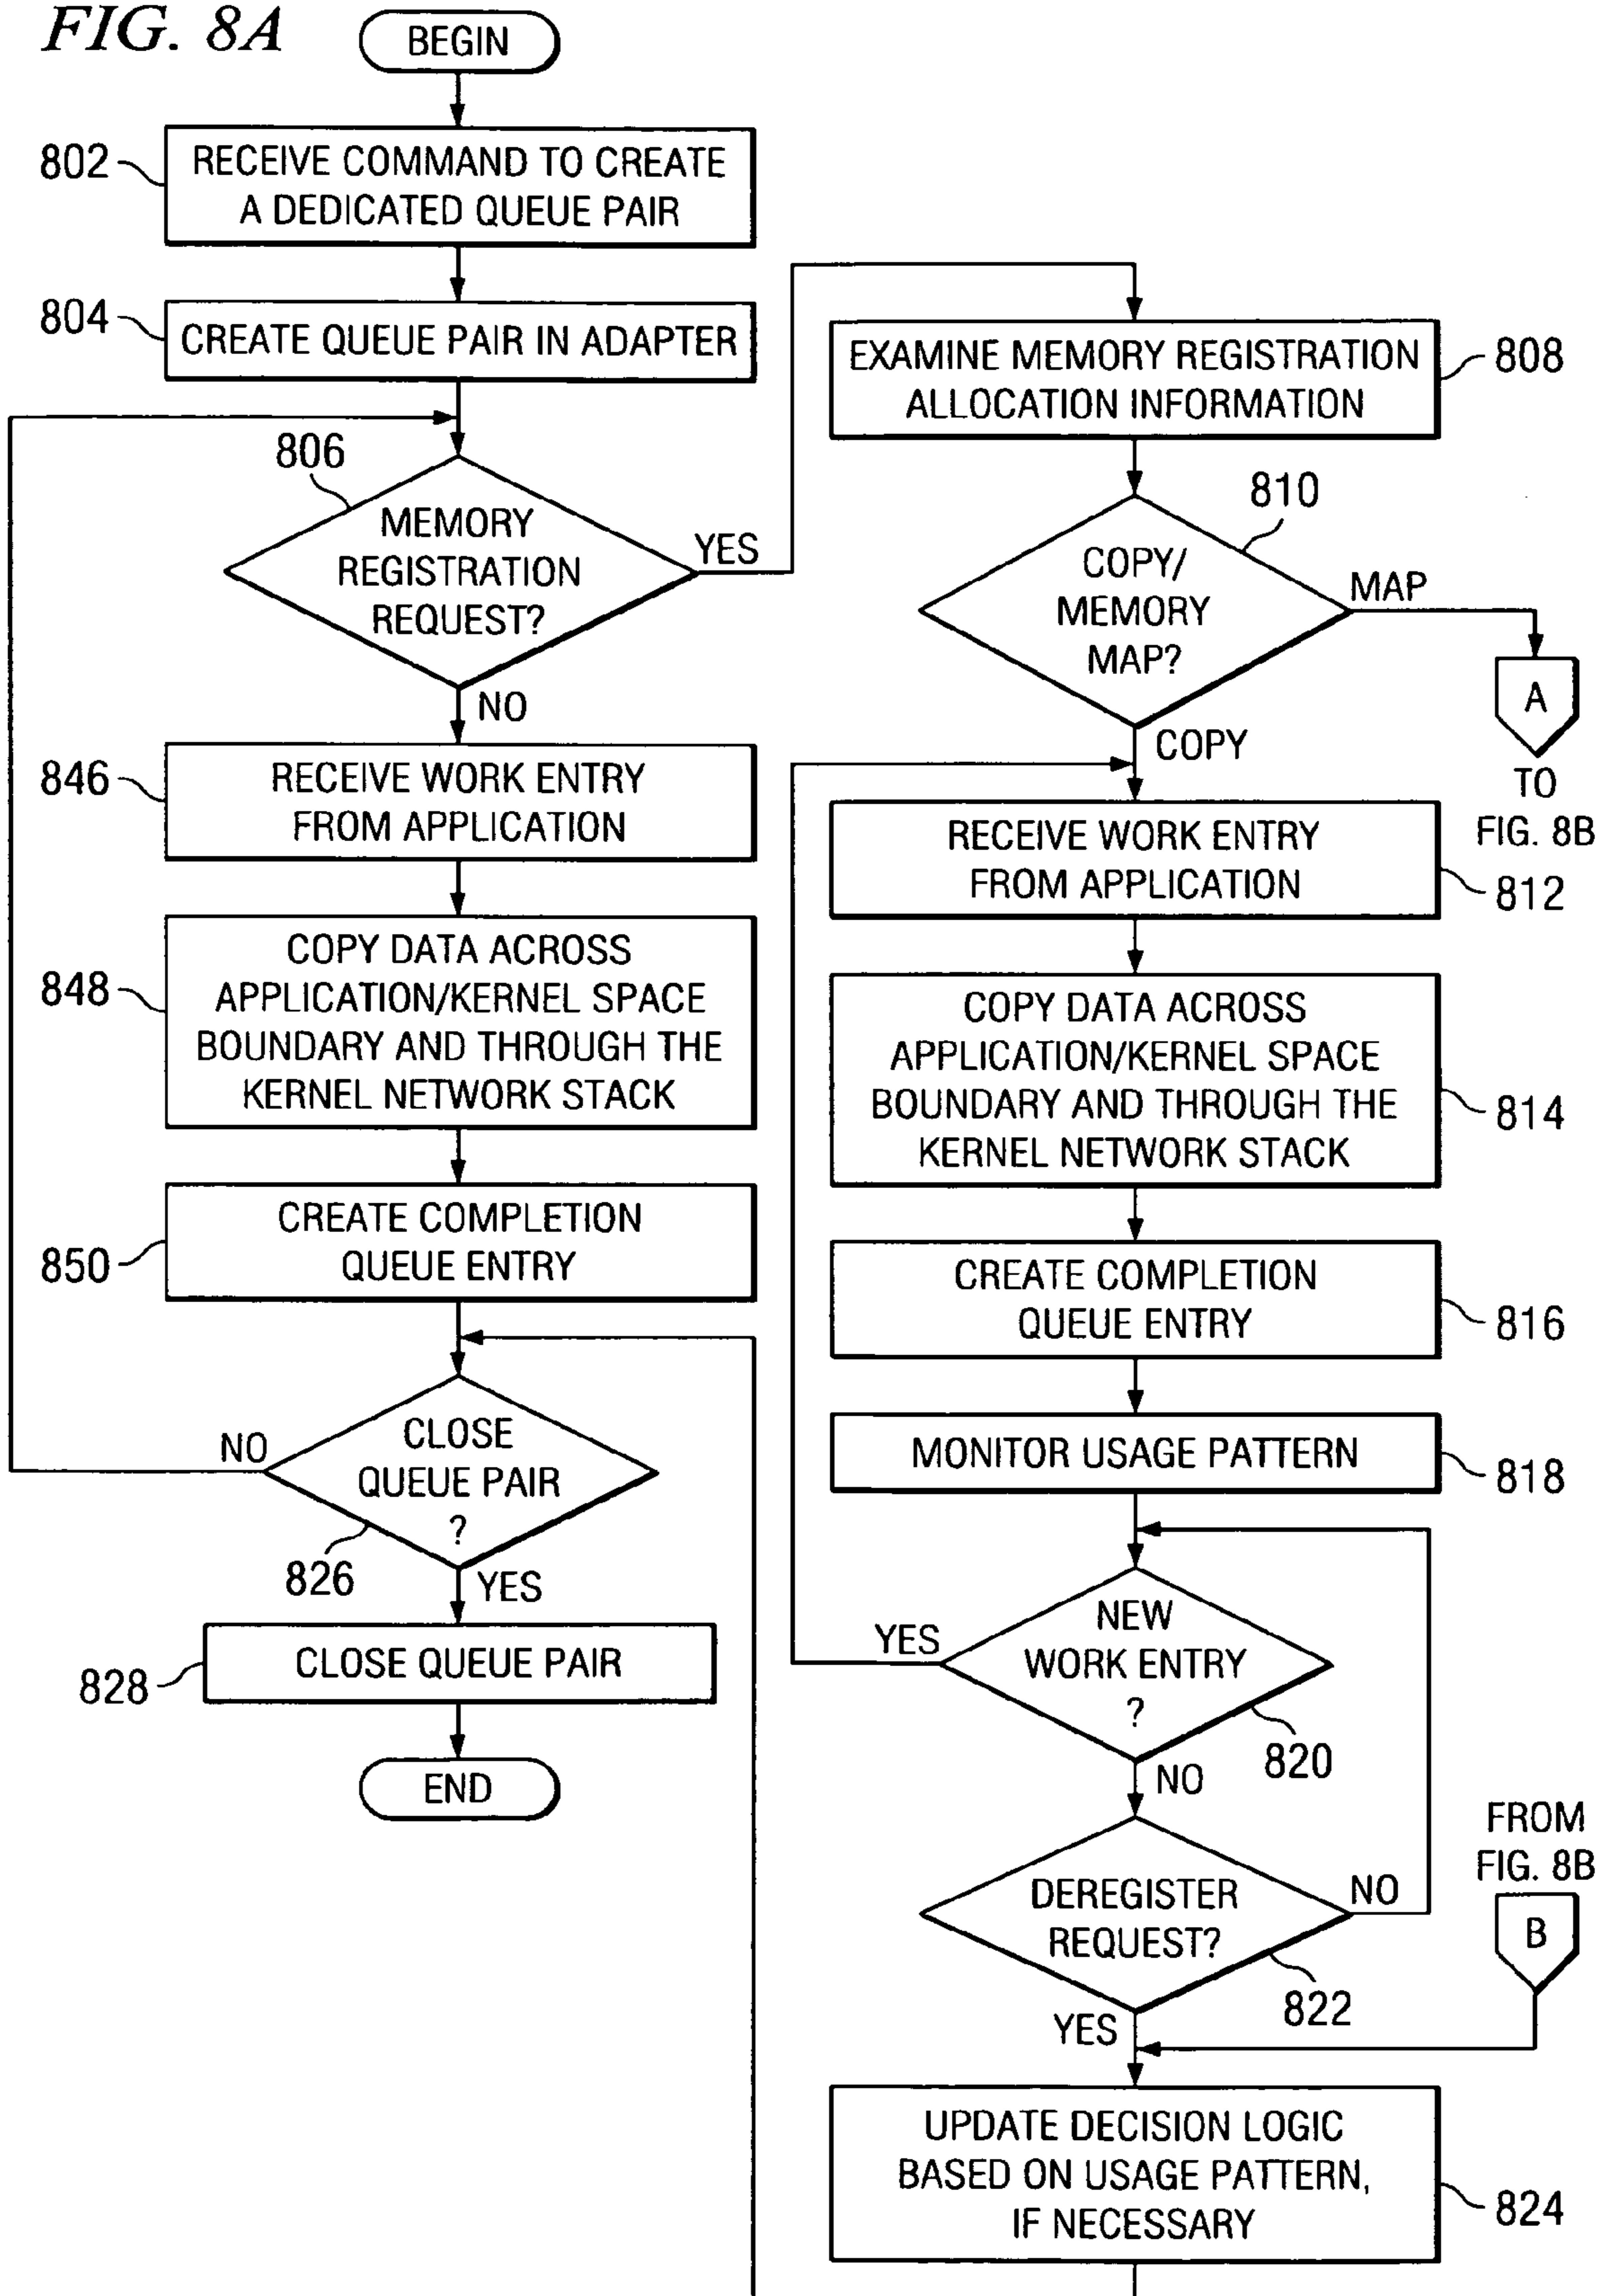 FIG. 8A
BEGIN
802
RECEIVE COMMAND TO CREATE
A DEDICATED QUEUE PAIR
804
CREATE QUEUE PAIR IN ADAPTER
806
MEMORY
REGISTRATION
REQUEST?
YES
NO
846
RECEIVE WORK ENTRY
FROM APPLICATION
848
COPY DATA ACROSS
APPLICATION/KERNEL SPACE
BOUNDARY AND THROUGH THE
KERNEL NETWORK STACK
850
CREATE COMPLETION
QUEUE ENTRY
NO
CLOSE
QUEUE PAIR
?
826
YES
828
CLOSE QUEUE PAIR
END
EXAMINE MEMORY REGISTRATION
ALLOCATION INFORMATION
808
810
COPY/
MEMORY
MAP?
MAP
A
TO
FIG. 8B
COPY
RECEIVE WORK ENTRY
FROM APPLICATION
812
COPY DATA ACROSS
APPLICATION/KERNEL SPACE
BOUNDARY AND THROUGH THE
KERNEL NETWORK STACK
814
CREATE COMPLETION
QUEUE ENTRY
816
MONITOR USAGE PATTERN
818
YES
NEW
WORK ENTRY
?
820
NO
DEREGISTER
REQUEST?
NO
822
YES
FROM
FIG. 8B
B
UPDATE DECISION LOGIC
BASED ON USAGE PATTERN,
IF NECESSARY
824